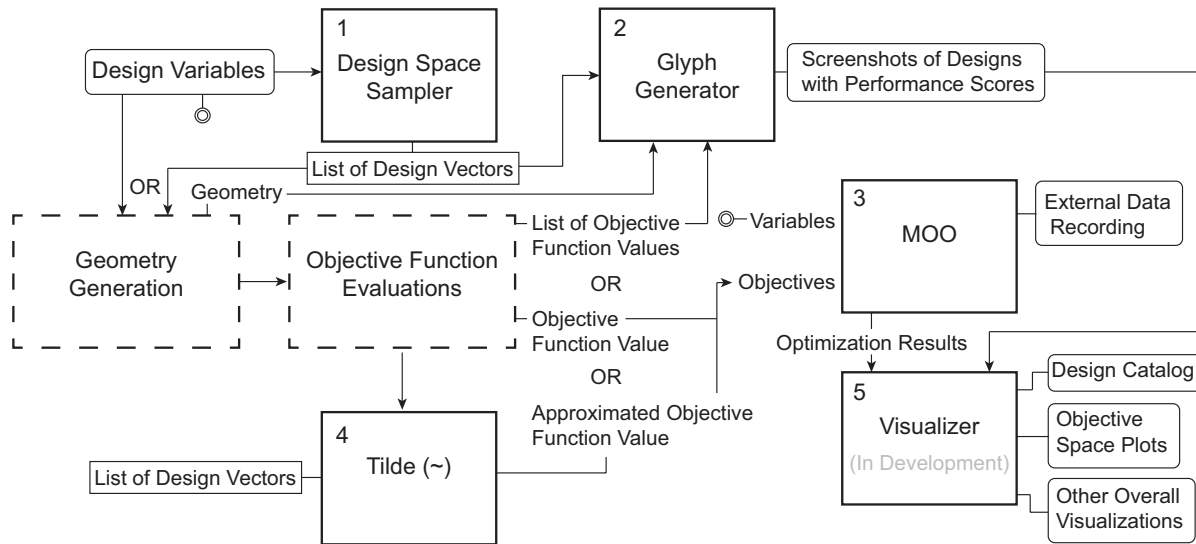 1
Design Space
Sampler
2
Glyph
Generator
Design Variables
Screenshots of Designs
with Performance Scores
List of Design Vectors
OR
Geometry
Geometry
Generation
Objective Function
Evaluations
List of Objective
Function Values
OR
Objective
Function Value
OR
Approximated Objective
Function Value
Variables
Objectives
3
MOO
External Data
Recording
Optimization Results
4
Tilde (~)
List of Design Vectors
5
Visualizer
(In Development)
Design Catalog
Objective
Space Plots
Other Overall
Visualizations